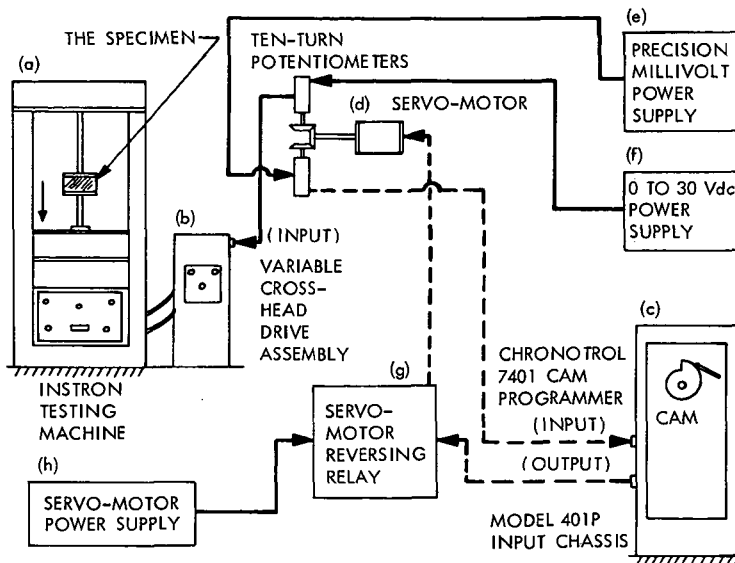 THE SPECIMEN
(a)
TEN-TURN
POTENTIOMETERS
(d)
SERVO-MOTOR
(e)
PRECISION
MILLIVOLT
POWER
SUPPLY
(f)
0 TO 30 Vdc
POWER
SUPPLY
(b)
(INPUT)
VARIABLE
CROSS-
HEAD
DRIVE
ASSEMBLY
INSTRON
TESTING
MACHINE
(c)
CHRONOTROL
7401 CAM
PROGRAMMER
(INPUT)
(OUTPUT)
CAM
MODEL 401P
INPUT CHASSIS
(g)
SERVO-
MOTOR
REVERSING
RELAY
(h)
SERVO-MOTOR
POWER SUPPLY